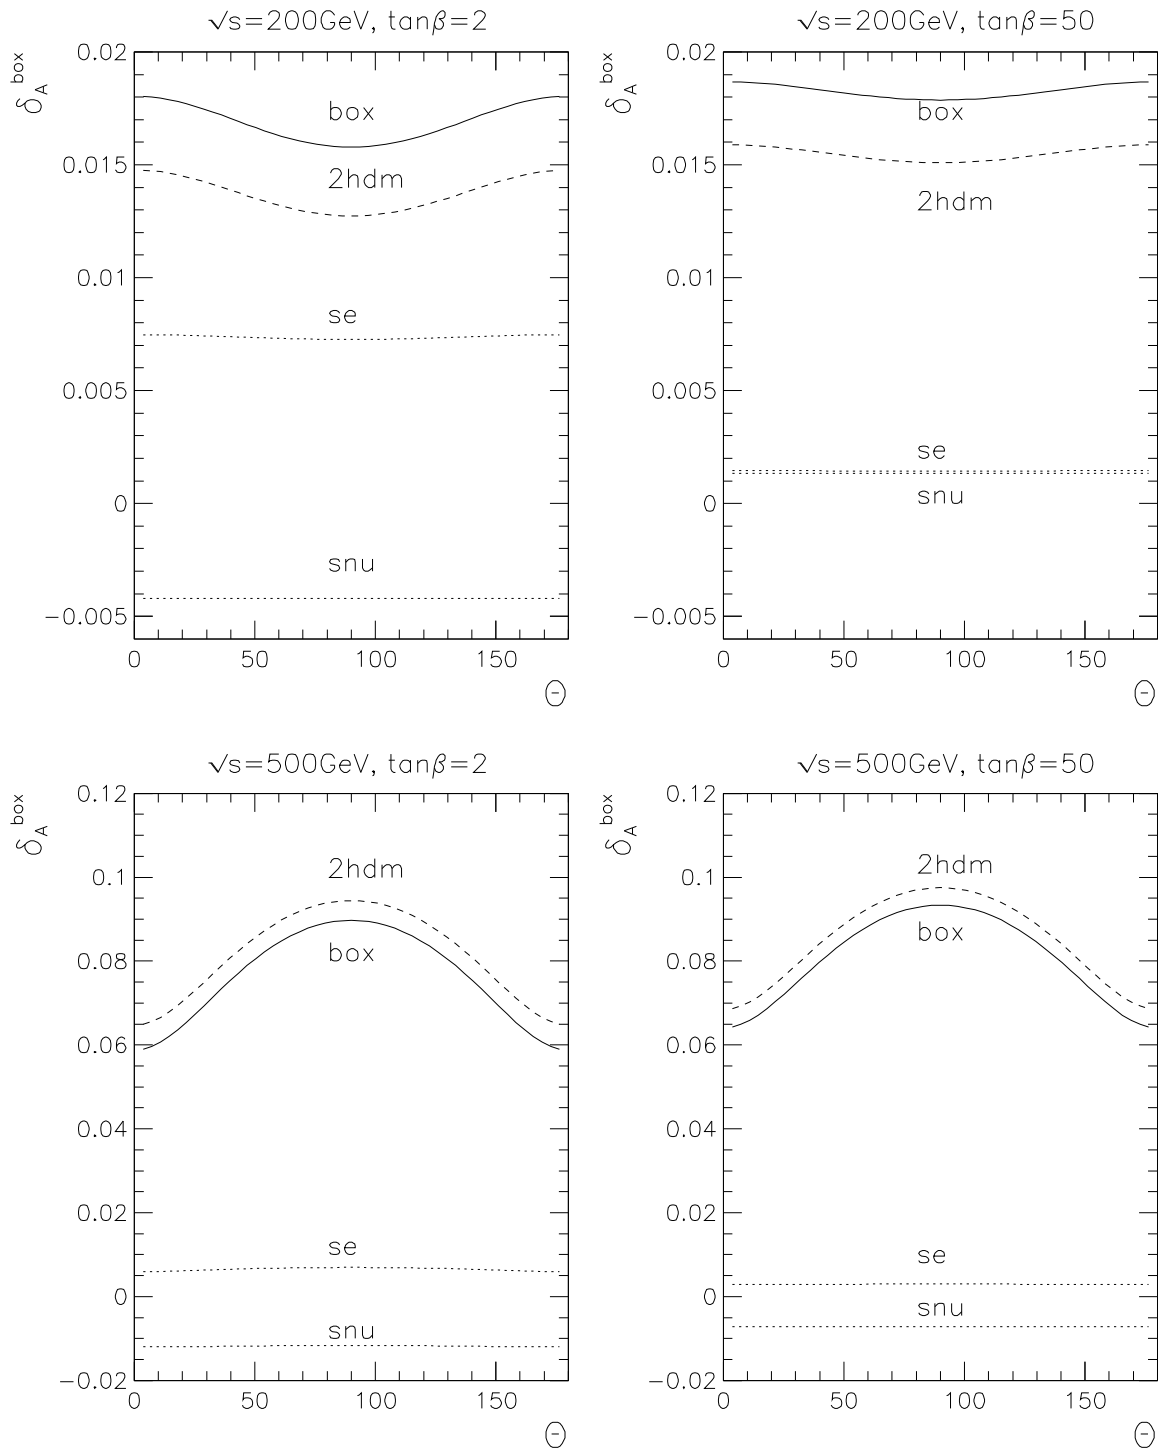 √s=200GeV, tanβ=2
δ_A^box
0.02
0.015
0.01
0.005
0
−0.005
box
2hdm
se
snu
0 50 100 150
Θ
√s=200GeV, tanβ=50
δ_A^box
0.02
0.015
0.01
0.005
0
−0.005
box
2hdm
se
snu
0 50 100 150
Θ
√s=500GeV, tanβ=2
δ_A^box
0.12
0.1
0.08
0.06
0.04
0.02
0
−0.02
2hdm
box
se
snu
0 50 100 150
Θ
√s=500GeV, tanβ=50
δ_A^box
0.12
0.1
0.08
0.06
0.04
0.02
0
−0.02
2hdm
box
se
snu
0 50 100 150
Θ